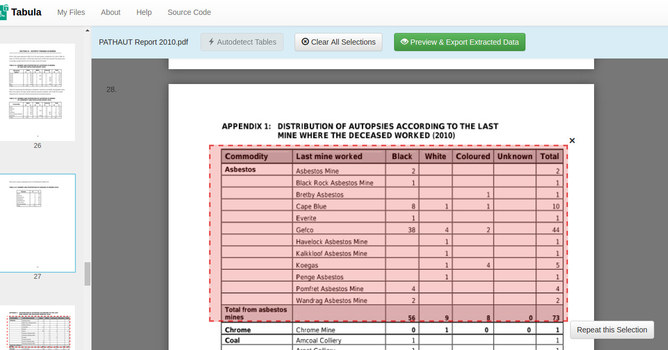 Tabula My Files About Help Source Code
PATHAUT Report 2010.pdf Autodetect Tables Clear All Selections Preview & Export Extracted Data
26
27
28
APPENDIX 1: DISTRIBUTION OF AUTOPSIES ACCORDING TO THE LAST
MINE WHERE THE DECEASED WORKED (2010)
Commodity Last mine worked Black White Coloured Unknown Total
Asbestos Asbestos Mine 2 2
Black Rock Asbestos Mine 1 1
Bretby Asbestos 1 1
Cape Blue 8 1 1 10
Everite 1 1
Gefco 38 4 2 44
Havelock Asbestos Mine 1 1
Kalkkloof Asbestos Mine 1 1
Koegas 1 4 5
Penge Asbestos 1 1
Pomfret Asbestos Mine 4 4
Wandrag Asbestos Mine 2 2
Total from asbestos
mines 56 9 8 0 73
Chrome Chrome Mine 0 1 0 0 1
Coal Amcoal Colliery 1 1
Repeat this Selection